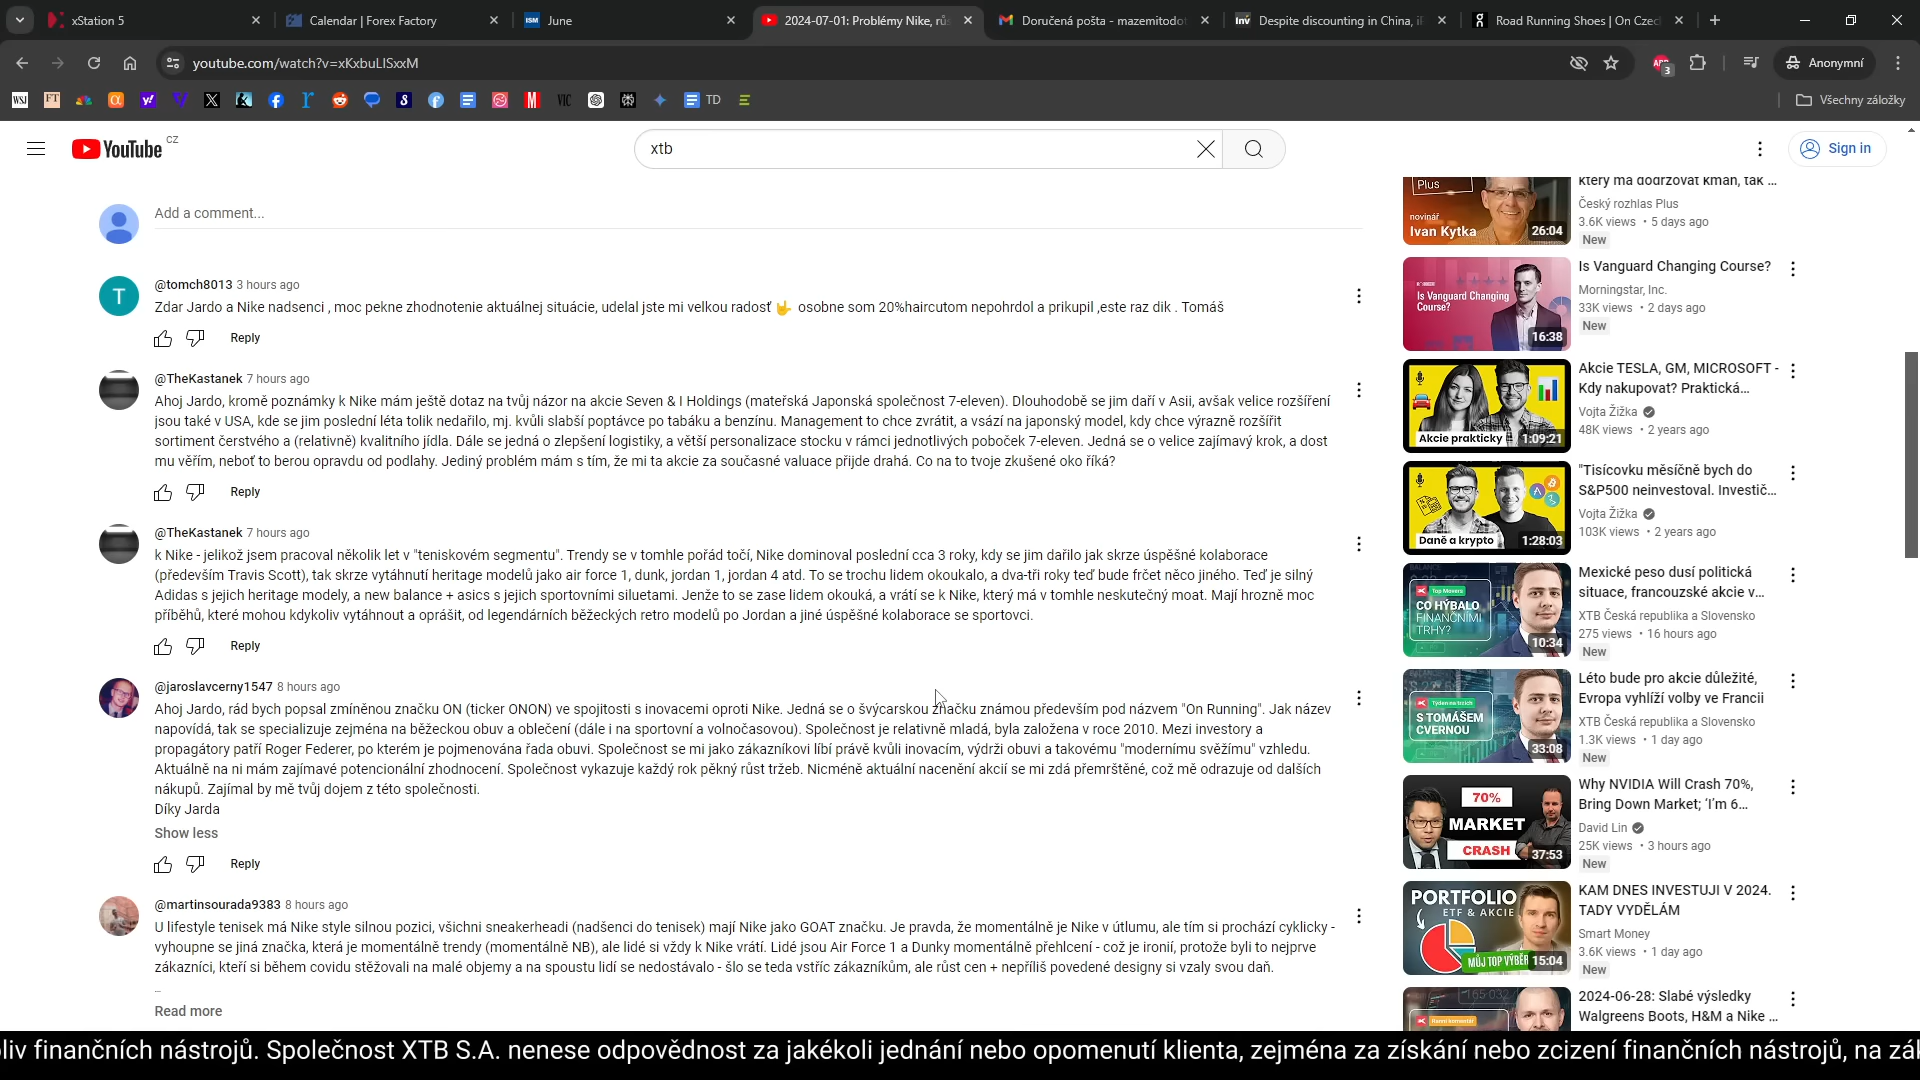 xStation 5
Calendar | Forex Factory
ISM June
2024-07-01: Problémy Nike, rů
Doručená pošta - mazemitodot
Inv Despite discounting in China, i
Road Running Shoes | On Czec
youtube.com/watch?v=xKxbuLISxxM
ABP 3
Anonymní
WSJ FT TD
VIC
Všechny záložky
YouTube CZ
xtb
Sign in
Add a comment...
@tomch8013 3 hours ago
Zdar Jardo a Nike nadsenci , moc pekne zhodnotenie aktuálnej situácie, udelal jste mi velkou radosť 🤟 osobne som 20%haircutom nepohrdol a prikupil ,este raz dik . Tomáš
Reply
@TheKastanek 7 hours ago
Ahoj Jardo, kromě poznámky k Nike mám ještě dotaz na tvůj názor na akcie Seven & I Holdings (mateřská Japonská společnost 7-eleven). Dlouhodobě se jim daří v Asii, avšak velice rozšíření
jsou také v USA, kde se jim poslední léta tolik nedařilo, mj. kvůli slabší poptávce po tabáku a benzínu. Management to chce zvrátit, a vsází na japonský model, kdy chce výrazně rozšířit
sortiment čerstvého a (relativně) kvalitního jídla. Dále se jedná o zlepšení logistiky, a větší personalizace stocku v rámci jednotlivých poboček 7-eleven. Jedná se o velice zajímavý krok, a dost
mu věřím, neboť to berou opravdu od podlahy. Jediný problém mám s tím, že mi ta akcie za současné valuace přijde drahá. Co na to tvoje zkušené oko říká?
Reply
@TheKastanek 7 hours ago
k Nike - jelikož jsem pracoval několik let v "teniskovém segmentu". Trendy se v tomhle pořád točí, Nike dominoval poslední cca 3 roky, kdy se jim dařilo jak skrze úspěšné kolaborace
(především Travis Scott), tak skrze vytáhnutí heritage modelů jako air force 1, dunk, jordan 1, jordan 4 atd. To se trochu lidem okoukalo, a dva-tři roky teď bude frčet něco jiného. Teď je silný
Adidas s jejich heritage modely, a new balance + asics s jejich sportovními siluetami. Jenže to se zase lidem okouká, a vrátí se k Nike, který má v tomhle neskutečný moat. Mají hrozně moc
příběhů, které mohou kdykoliv vytáhnout a oprášit, od legendárních běžeckých retro modelů po Jordan a jiné úspěšné kolaborace se sportovci.
Reply
@jaroslavcerny1547 8 hours ago
Ahoj Jardo, rád bych popsal zmíněnou značku ON (ticker ONON) ve spojitosti s inovacemi oproti Nike. Jedná se o švýcarskou značku známou především pod názvem "On Running". Jak název
napovídá, tak se specializuje zejména na běžeckou obuv a oblečení (dále i na sportovní a volnočasovou). Společnost je relativně mladá, byla založena v roce 2010. Mezi investory a
propagátory patří Roger Federer, po kterém je pojmenována řada obuvi. Společnost se mi jako zákazníkovi líbí právě kvůli inovacím, výdrži obuvi a takovému "modernímu svěžímu" vzhledu.
Aktuálně na ni mám zajímavé potencionální zhodnocení. Společnost vykazuje každý rok pěkný růst tržeb. Nicméně aktuální nacenění akcií se mi zdá přemrštěné, což mě odrazuje od dalších
nákupů. Zajímal by mě tvůj dojem z této společnosti.
Díky Jarda
Show less
Reply
@martinsourada9383 8 hours ago
U lifestyle tenisek má Nike style silnou pozici, všichni sneakerheadi (nadšenci do tenisek) mají Nike jako GOAT značku. Je pravda, že momentálně je Nike v útlumu, ale tím si prochází cyklicky -
vyhoupne se jiná značka, která je momentálně trendy (momentálně NB), ale lidé si vždy k Nike vrátí. Lidé jsou Air Force 1 a Dunky momentálně přehlcení - což je ironií, protože byli to nejprve
zákazníci, kteří si během covidu stěžovali na malé objemy a na spoustu lidí se nedostávalo - šlo se teda vstříc zákazníkům, ale růst cen + nepříliš povedené designy si vzaly svou daň.
...
Read more
Plus
novinář
Ivan Kytka
26:04
který má dodržovat kmán, tak ...
Český rozhlas Plus
3.6K views • 5 days ago
New
Is Vanguard Changing Course?
16:38
Is Vanguard Changing Course?
Morningstar, Inc.
33K views • 2 days ago
New
Akcie prakticky
1:09:21
Akcie TESLA, GM, MICROSOFT -
Kdy nakupovat? Praktická...
Vojta Žižka
48K views • 2 years ago
Daně a krypto
1:28:03
"Tisícovku měsíčně bych do
S&P500 neinvestoval. Investič...
Vojta Žižka
103K views • 2 years ago
Top Movers
CO HÝBALO
FINANČNÍMI
TRHY?
10:34
Mexické peso dusí politická
situace, francouzské akcie v...
XTB Česká republika a Slovensko
275 views • 16 hours ago
New
Týden na trzích
S TOMÁŠEM
CVRNOU
33:08
Léto bude pro akcie důležité,
Evropa vyhlíží volby ve Francii
XTB Česká republika a Slovensko
1.3K views • 1 day ago
New
70%
MARKET
CRASH
37:53
Why NVIDIA Will Crash 70%,
Bring Down Market; ‘I’m 6...
David Lin
25K views • 3 hours ago
New
PORTFOLIO
ETF & AKCIE
MŮJ TOP VÝBĚR
15:04
KAM DNES INVESTUJI V 2024.
TADY VYDĚLÁM
Smart Money
3.6K views • 1 day ago
New
Ranní komentář
2024-06-28: Slabé výsledky
Walgreens Boots, H&M a Nike ...
liv finančních nástrojů. Společnost XTB S.A. nenese odpovědnost za jakékoli jednání nebo opomenutí klienta, zejména za získání nebo zcizení finančních nástrojů, na zák